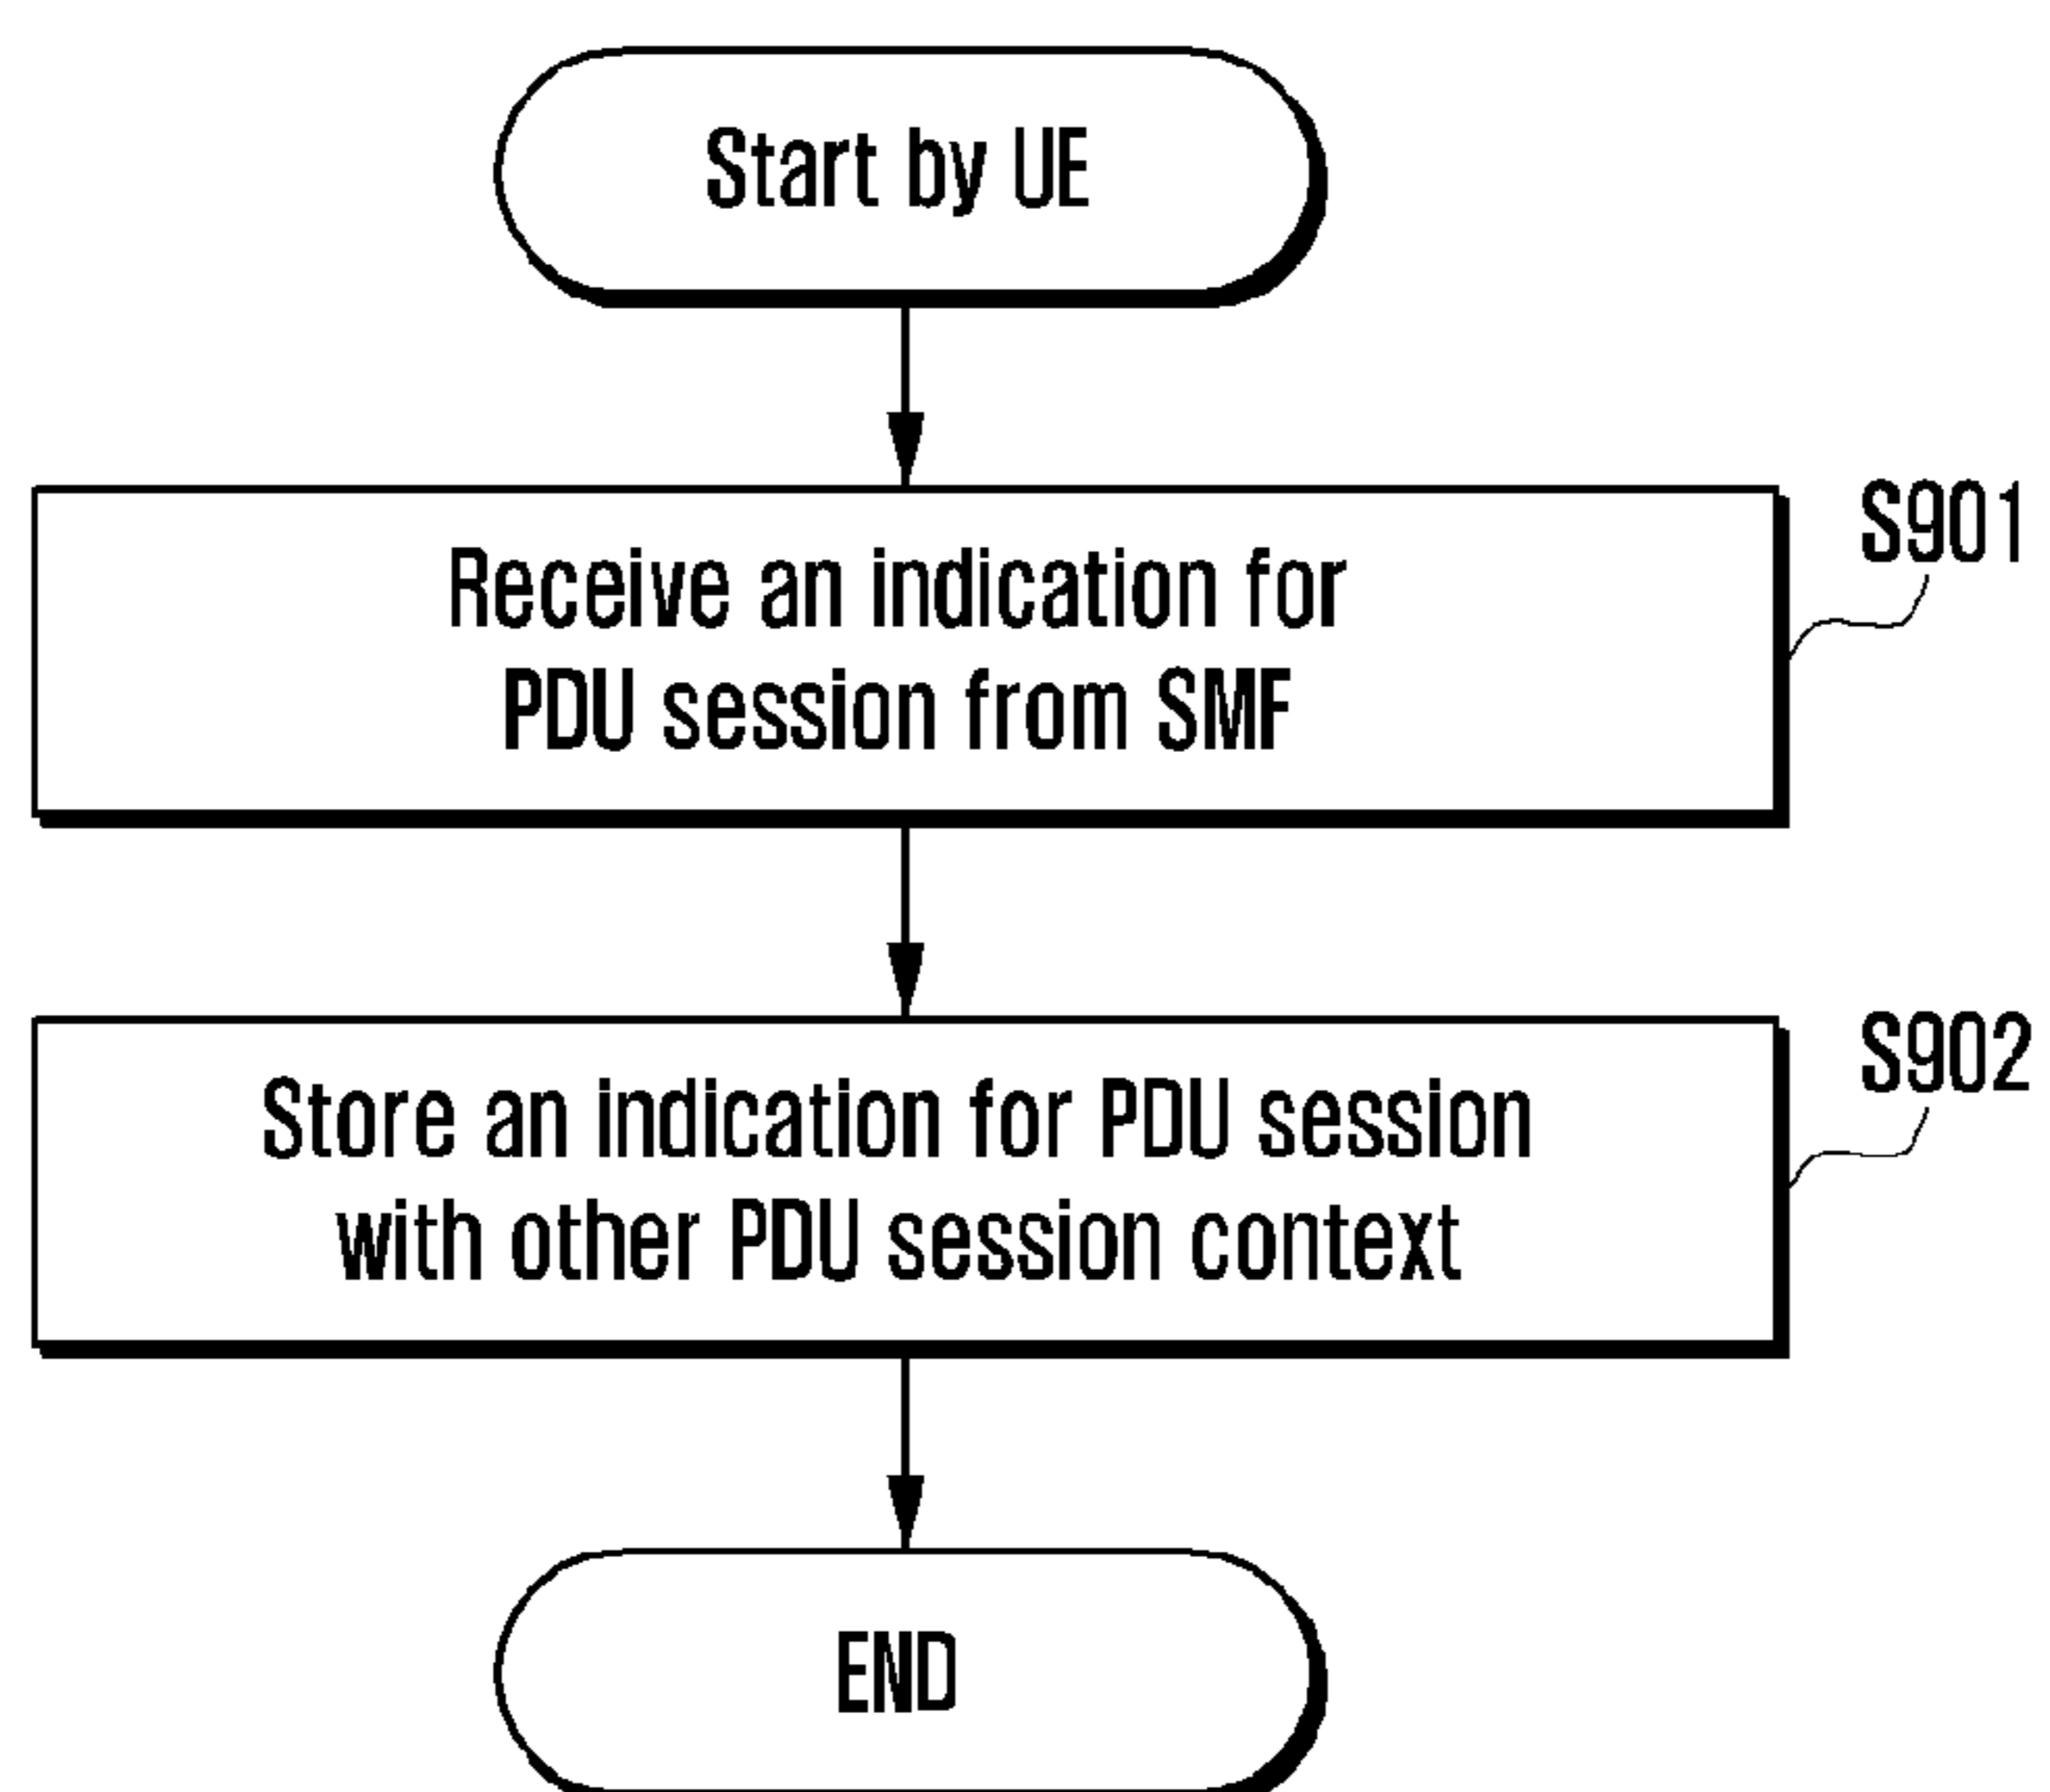 Start by UE
S901
Receive an indication for
PDU session from SMF
S902
Store an indication for PDU session
with other PDU session context
END